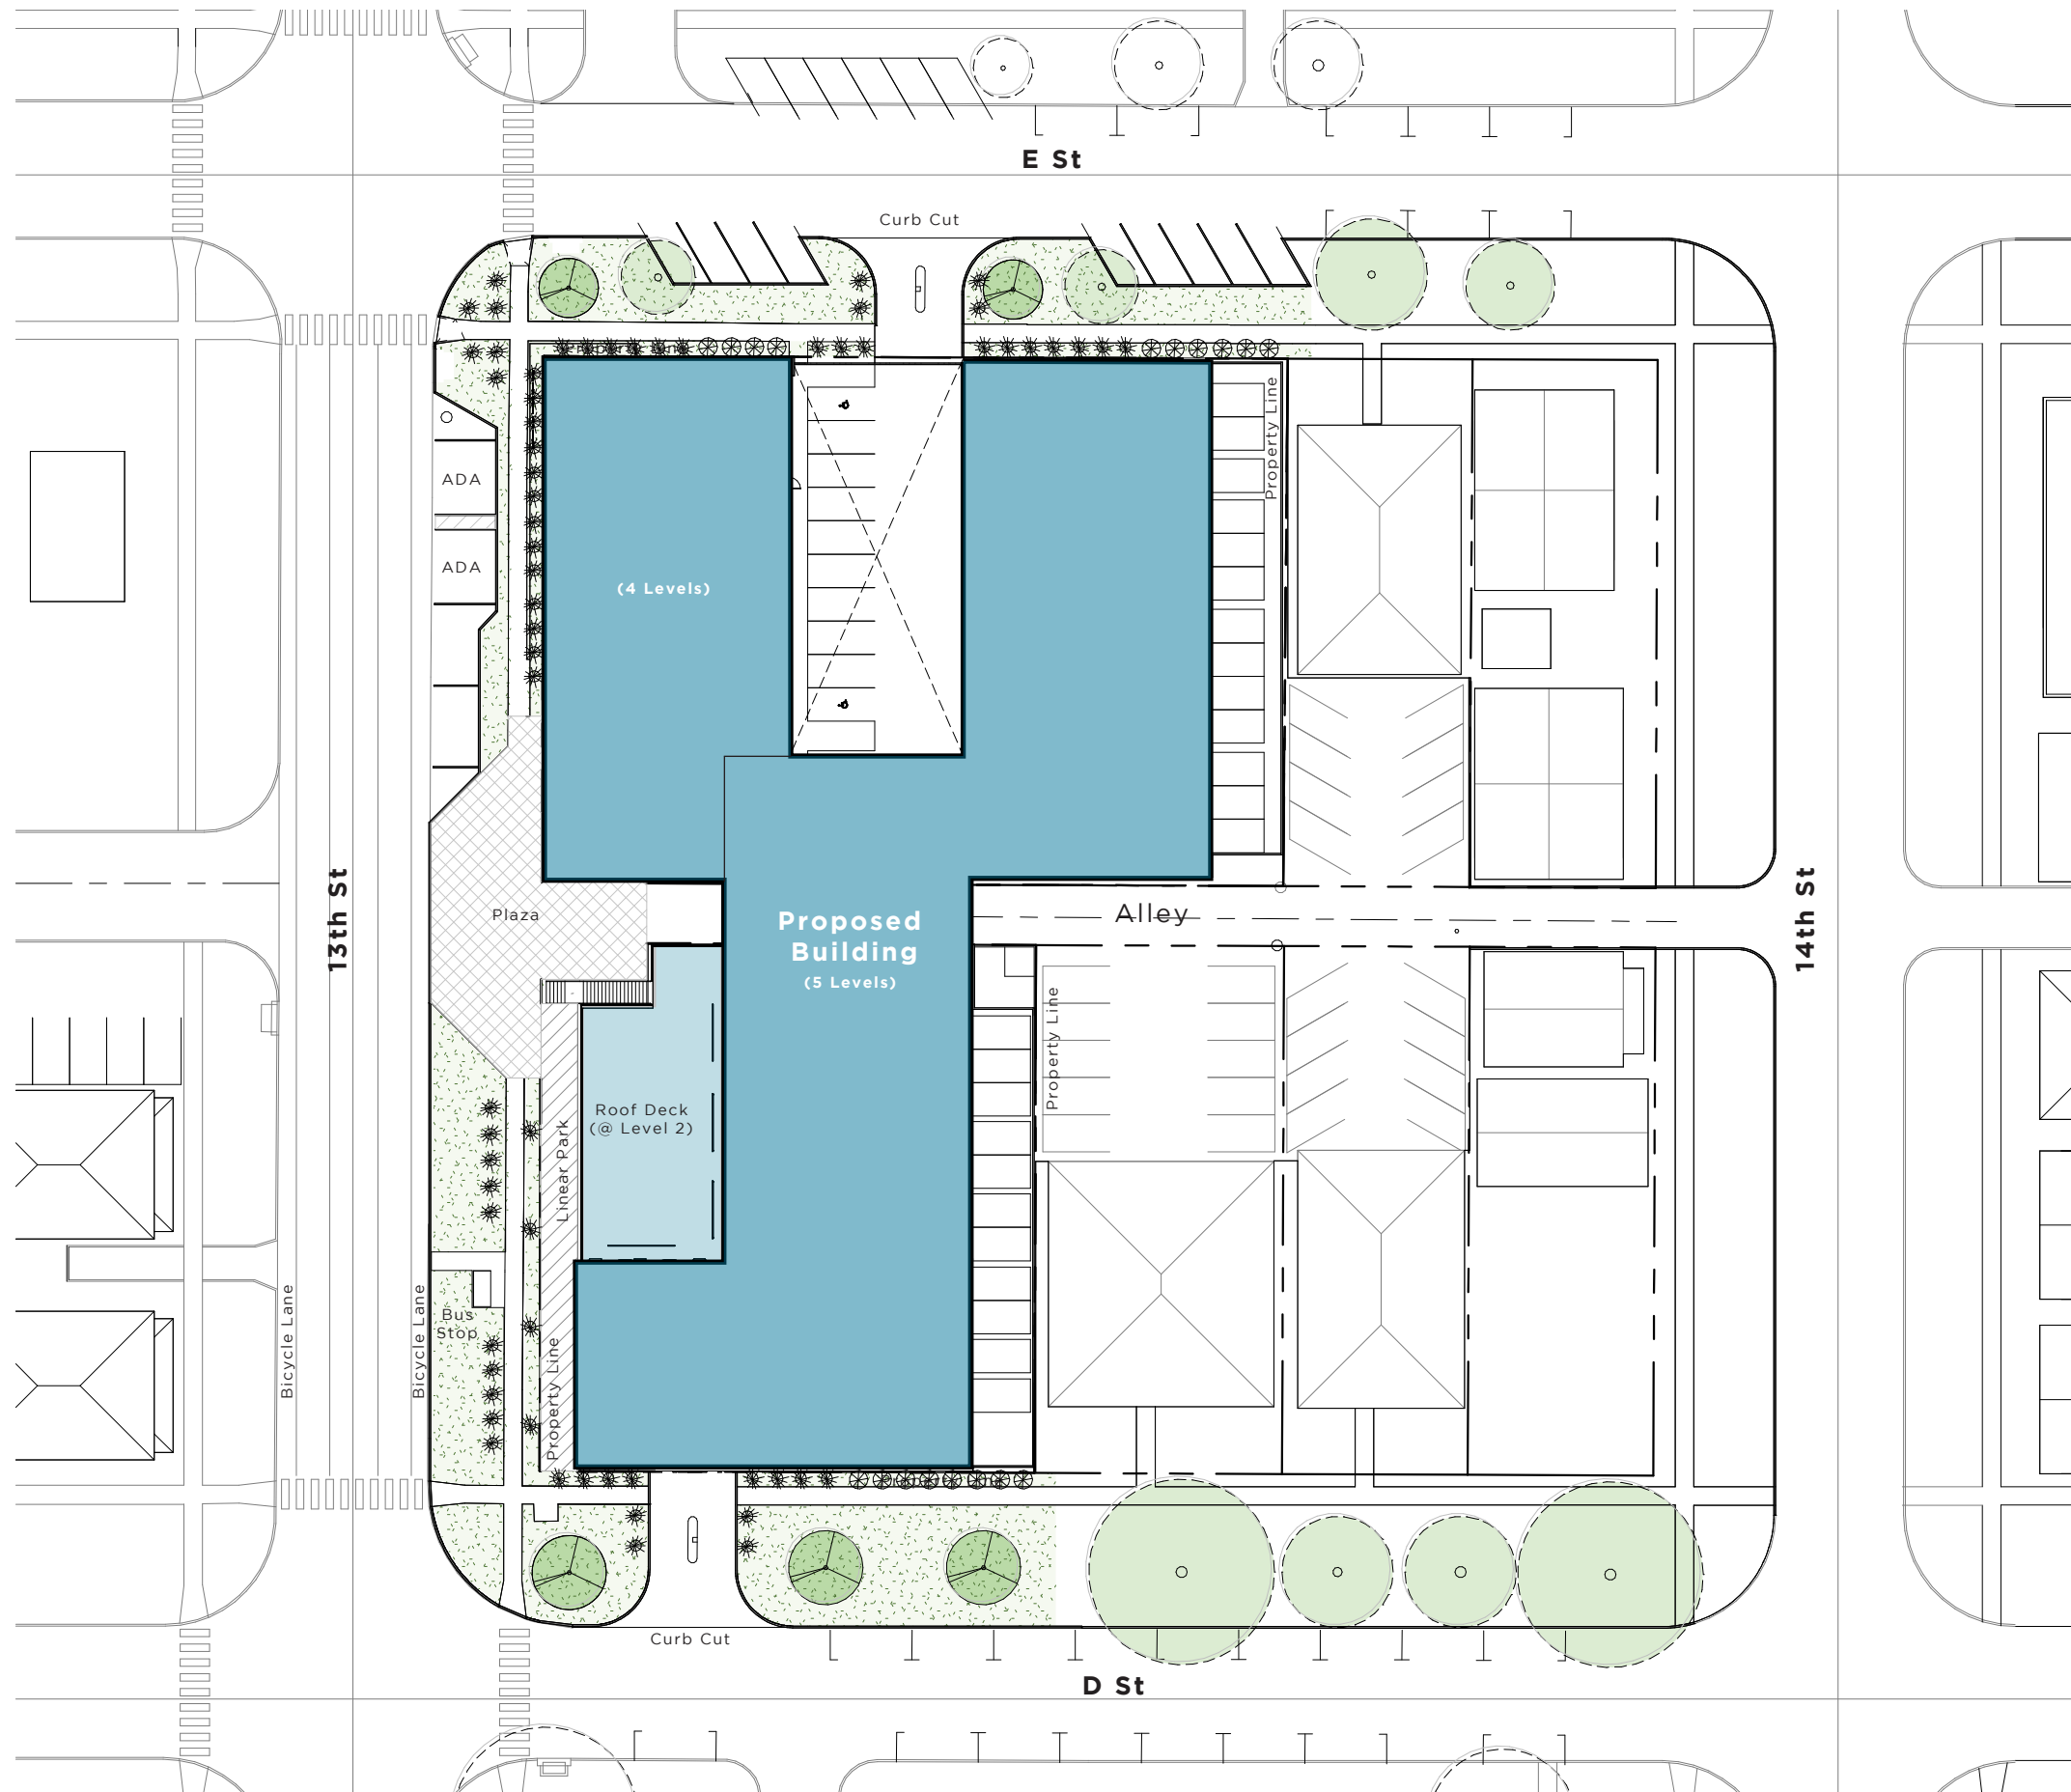 E St
Curb Cut
Property Line
ADA
ADA
(4 Levels)
13th St
14th St
Plaza
Proposed
Building
(5 Levels)
Alley
Property Line
Roof Deck
(@ Level 2)
Linear Park
Bicycle Lane
Bicycle Lane
Bus
Stop
Property Line
Curb Cut
D St